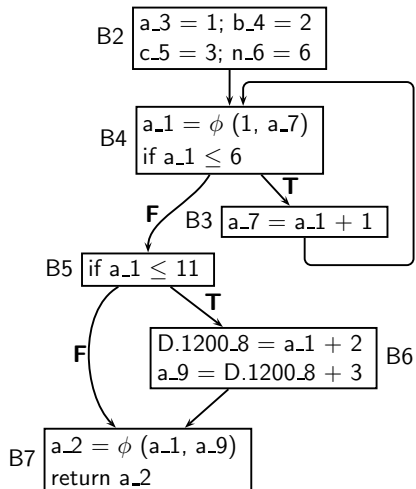 B2
a_3 = 1; b_4 = 2
c_5 = 3; n_6 = 6
B4
a_1 = ϕ (1, a_7)
if a_1 ≤ 6
F
T
B3
a_7 = a_1 + 1
B5
if a_1 ≤ 11
F
T
D.1200_8 = a_1 + 2
a_9 = D.1200_8 + 3
B6
B7
a_2 = ϕ (a_1, a_9)
return a_2